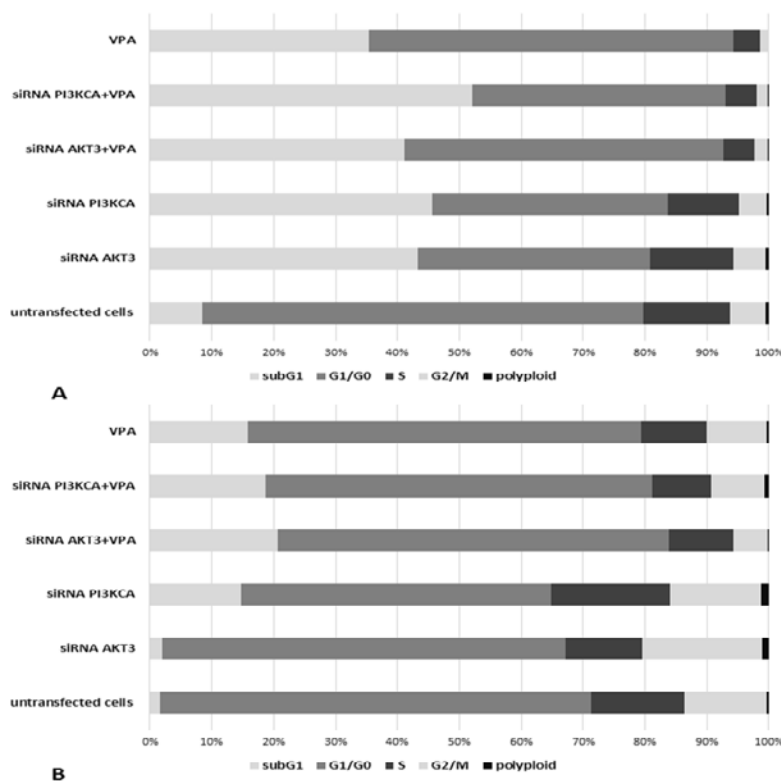 VPA
siRNA PI3KCA+VPA
siRNA AKT3+VPA
siRNA PI3KCA
siRNA AKT3
untransfected cells
0% 10% 20% 30% 40% 50% 60% 70% 80% 90% 100%
subG1 G1/G0 S G2/M polyploid
A
VPA
siRNA PI3KCA+VPA
siRNA AKT3+VPA
siRNA PI3KCA
siRNA AKT3
untransfected cells
0% 10% 20% 30% 40% 50% 60% 70% 80% 90% 100%
subG1 G1/G0 S G2/M polyploid
B